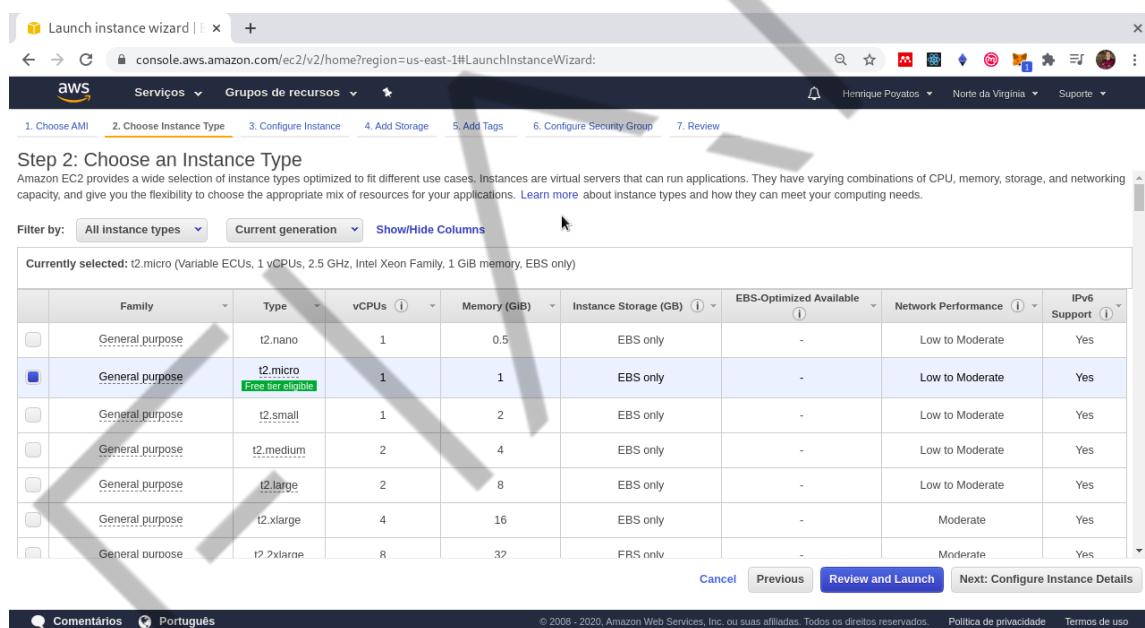 Launch instance wizard | E
console.aws.amazon.com/ec2/v2/home?region=us-east-1#LaunchInstanceWizard:
1
aws Serviços Grupos de recursos Henrique Poyatos Norte da Virgínia Suporte
1. Choose AMI 2. Choose Instance Type 3. Configure Instance 4. Add Storage 5. Add Tags 6. Configure Security Group 7. Review
Step 2: Choose an Instance Type
Amazon EC2 provides a wide selection of instance types optimized to fit different use cases. Instances are virtual servers that can run applications. They have varying combinations of CPU, memory, storage, and networking
capacity, and give you the flexibility to choose the appropriate mix of resources for your applications. Learn more about instance types and how they can meet your computing needs.
Filter by: All instance types Current generation Show/Hide Columns
Currently selected: t2.micro (Variable ECUs, 1 vCPUs, 2.5 GHz, Intel Xeon Family, 1 GiB memory, EBS only)
Family Type vCPUs Memory (GiB) Instance Storage (GB) EBS-Optimized Available Network Performance IPv6 Support
General purpose t2.nano 1 0.5 EBS only - Low to Moderate Yes
General purpose t2.micro Free tier eligible 1 1 EBS only - Low to Moderate Yes
General purpose t2.small 1 2 EBS only - Low to Moderate Yes
General purpose t2.medium 2 4 EBS only - Low to Moderate Yes
General purpose t2.large 2 8 EBS only - Low to Moderate Yes
General purpose t2.xlarge 4 16 EBS only - Moderate Yes
General purpose t2.2xlarge 8 32 EBS only - Moderate Yes
Cancel Previous Review and Launch Next: Configure Instance Details
Comentários Português © 2008 - 2020, Amazon Web Services, Inc. ou suas afiliadas. Todos os direitos reservados. Política de privacidade Termos de uso